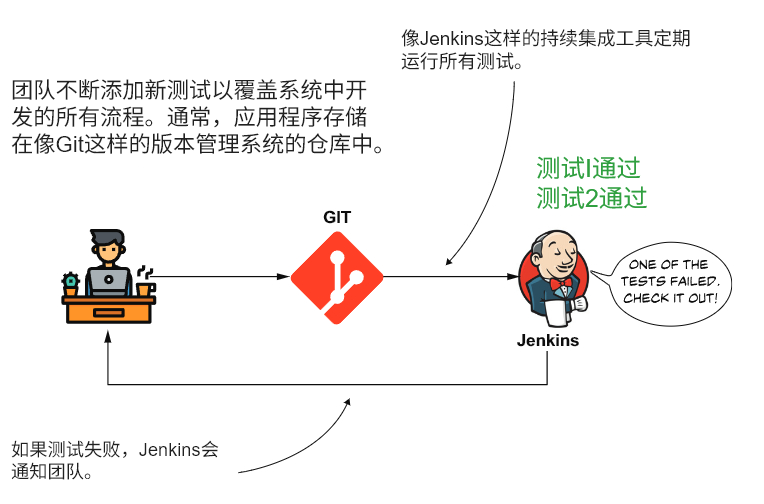 像Jenkins这样的持续集成工具定期
运行所有测试。
团队不断添加新测试以覆盖系统中开
发的所有流程。通常，应用程序存储
在像Git这样的版本管理系统的仓库中。
测试I通过
测试2通过
GIT
ONE OF THE
TESTS FAILED.
CHECK IT OUT!
Jenkins
如果测试失败，Jenkins会
通知团队。